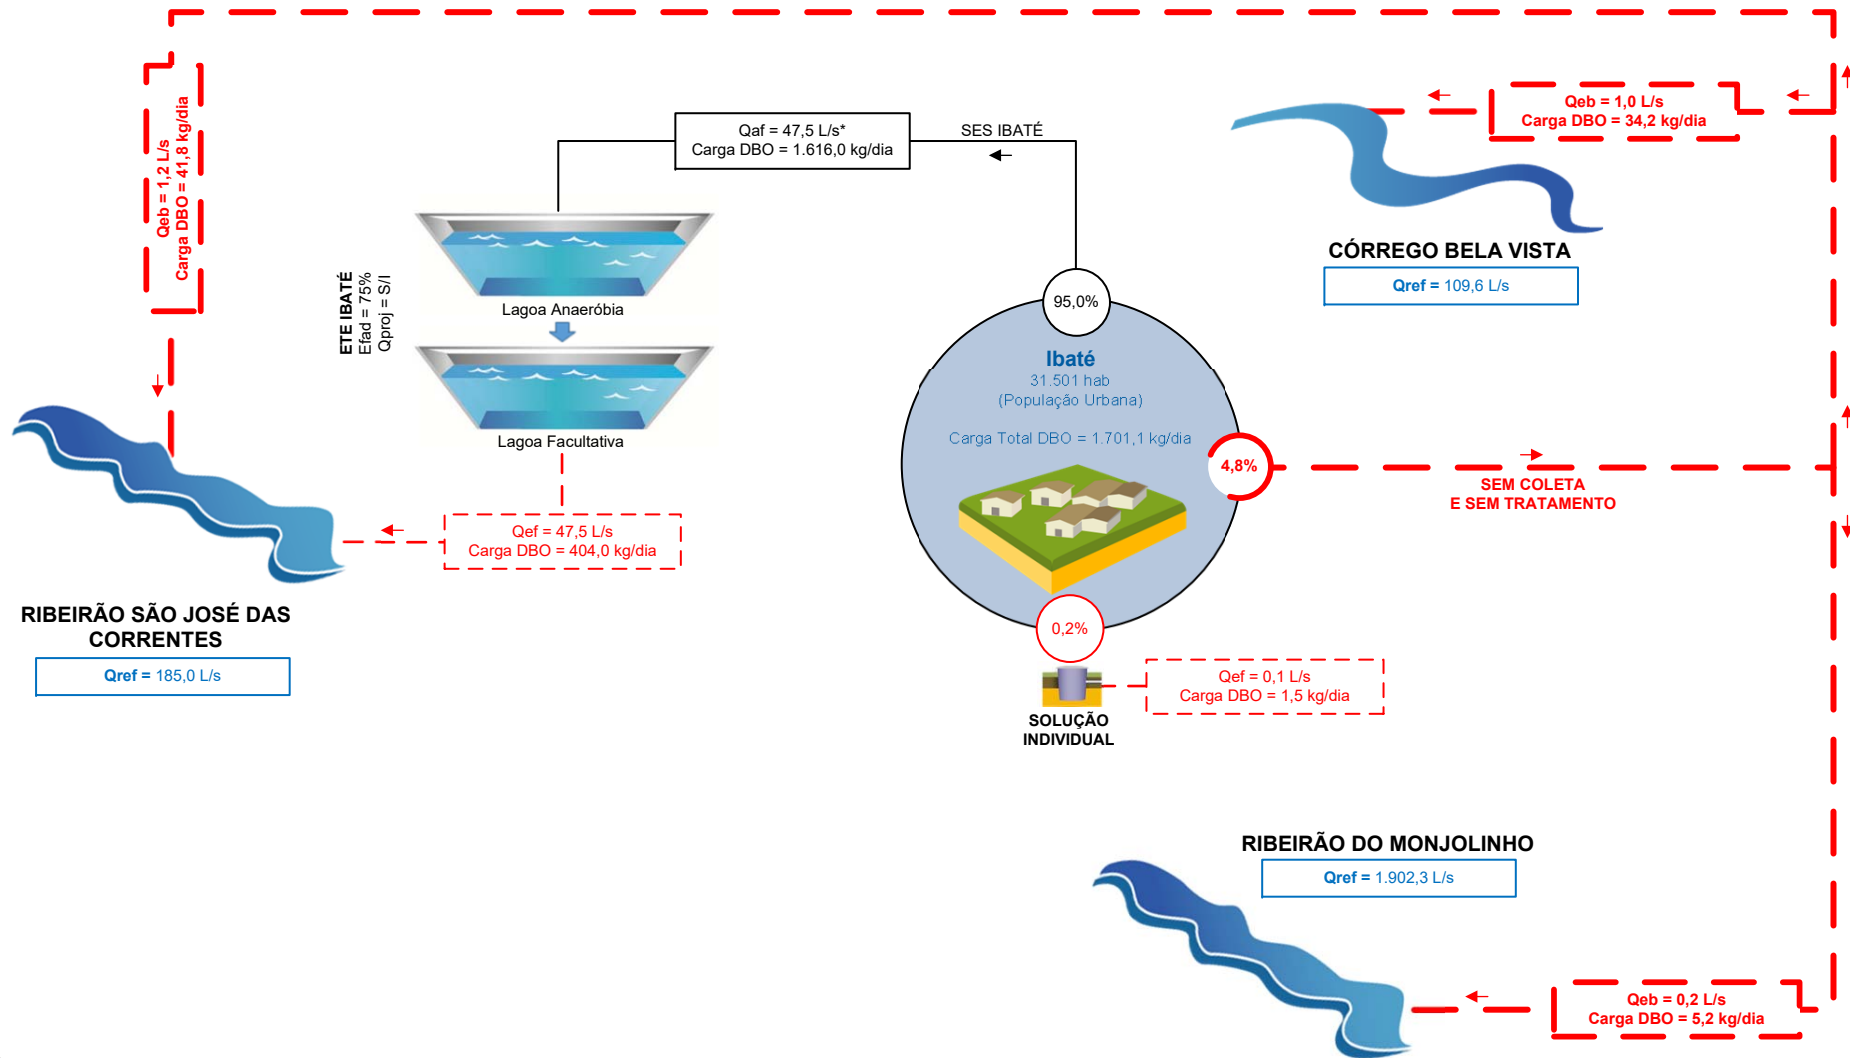 Qeb = 1,2 L/s
Carga DBO = 41,8 kg/dia
Qaf = 47,5 L/s*
Carga DBO = 1.616,0 kg/dia
SES IBATÉ
Qeb = 1,0 L/s
Carga DBO = 34,2 kg/dia
CÓRREGO BELA VISTA
Qref = 109,6 L/s
ETE IBATÉ
Efad = 75%
Qproj = S/I
Lagoa Anaeróbia
Lagoa Facultativa
95,0%
Ibaté
31.501 hab
(População Urbana)
Carga Total DBO = 1.701,1 kg/dia
4,8%
SEM COLETA
E SEM TRATAMENTO
Qef = 47,5 L/s
Carga DBO = 404,0 kg/dia
RIBEIRÃO SÃO JOSÉ DAS
CORRENTES
Qref = 185,0 L/s
0,2%
SOLUÇÃO
INDIVIDUAL
Qef = 0,1 L/s
Carga DBO = 1,5 kg/dia
RIBEIRÃO DO MONJOLINHO
Qref = 1.902,3 L/s
Qeb = 0,2 L/s
Carga DBO = 5,2 kg/dia